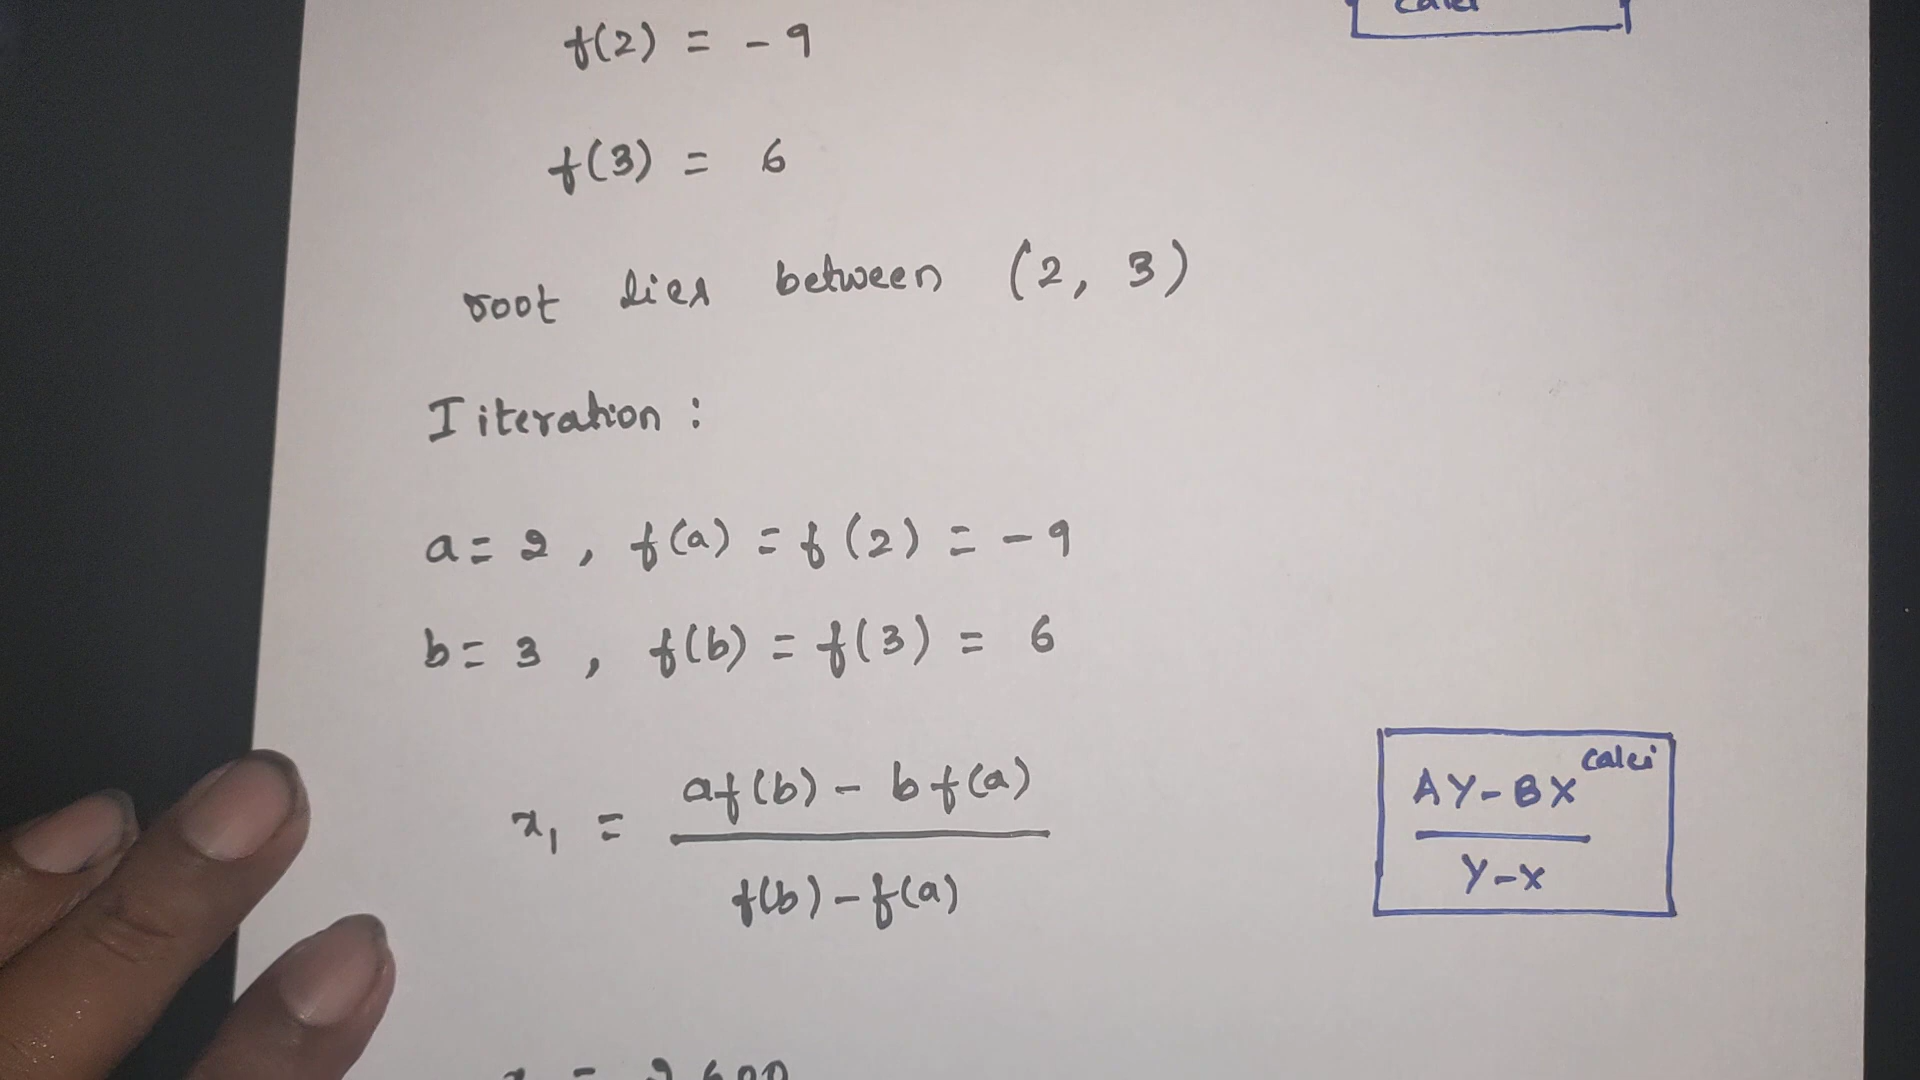 f(2) = - 9
calci
f(3) = 6
root lies between (2, 3)
I iteration :
a = 2 , f(a) = f(2) = - 9
b = 3 , f(b) = f(3) = 6
x₁ = af(b) - bf(a)
f(b) - f(a)
calci
AY-BX
Y-X